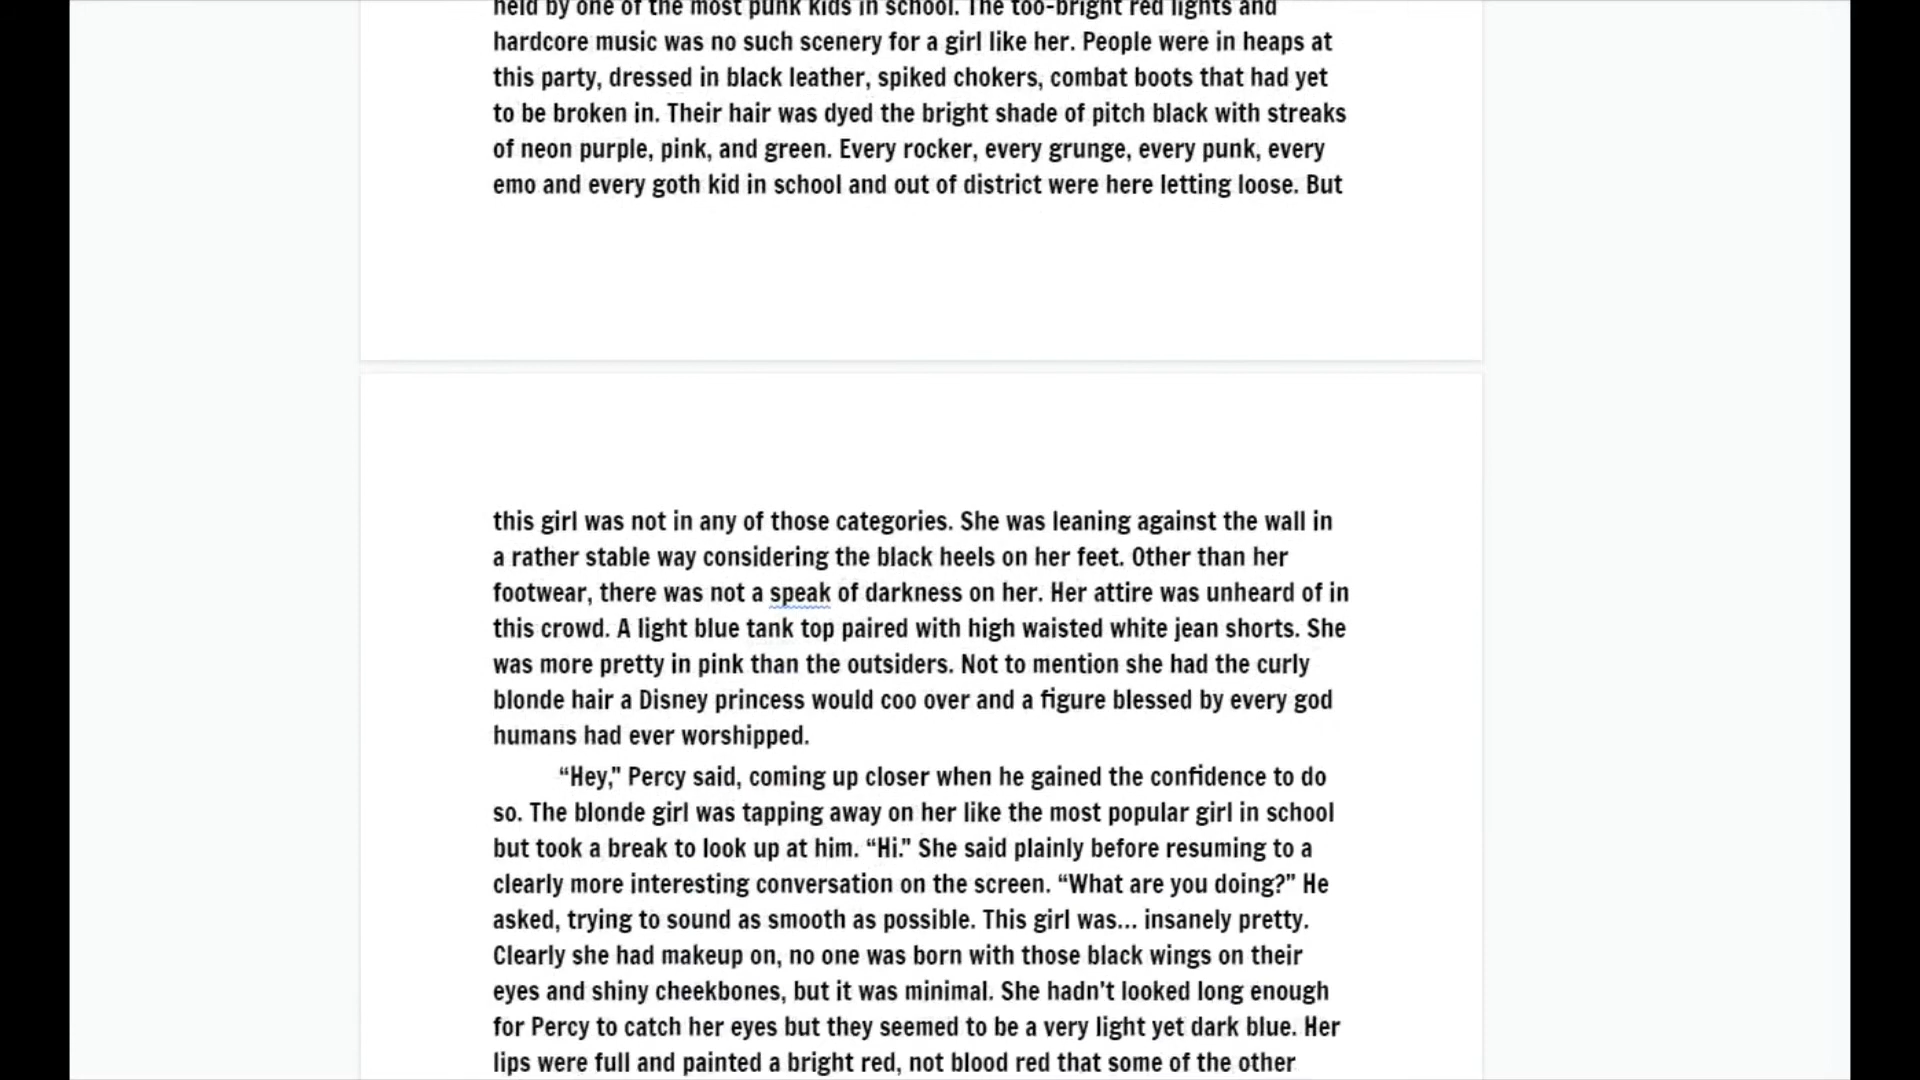 held by one of the most punk kids in school. The too-bright red lights and
hardcore music was no such scenery for a girl like her. People were in heaps at
this party, dressed in black leather, spiked chokers, combat boots that had yet
to be broken in. Their hair was dyed the bright shade of pitch black with streaks
of neon purple, pink, and green. Every rocker, every grunge, every punk, every
emo and every goth kid in school and out of district were here letting loose. But
this girl was not in any of those categories. She was leaning against the wall in
a rather stable way considering the black heels on her feet. Other than her
footwear, there was not a speak of darkness on her. Her attire was unheard of in
this crowd. A light blue tank top paired with high waisted white jean shorts. She
was more pretty in pink than the outsiders. Not to mention she had the curly
blonde hair a Disney princess would coo over and a figure blessed by every god
humans had ever worshipped.
“Hey,” Percy said, coming up closer when he gained the confidence to do
so. The blonde girl was tapping away on her like the most popular girl in school
but took a break to look up at him. “Hi.” She said plainly before resuming to a
clearly more interesting conversation on the screen. “What are you doing?” He
asked, trying to sound as smooth as possible. This girl was... insanely pretty.
Clearly she had makeup on, no one was born with those black wings on their
eyes and shiny cheekbones, but it was minimal. She hadn't looked long enough
for Percy to catch her eyes but they seemed to be a very light yet dark blue. Her
lips were full and painted a bright red, not blood red that some of the other